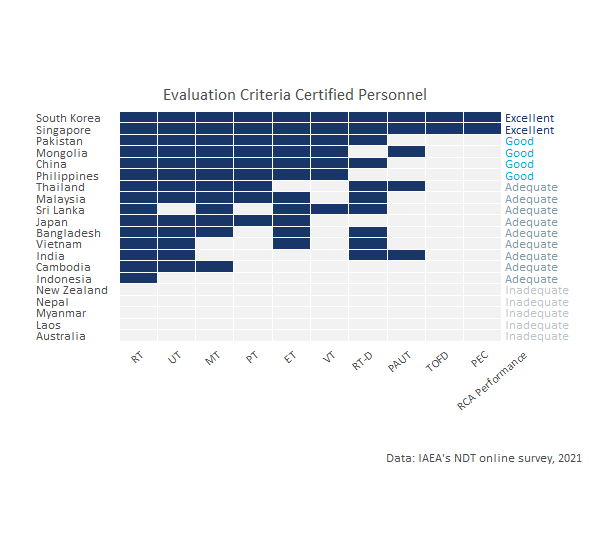 Evaluation Criteria Certified Personnel
South Korea Excellent
Singapore Excellent
Pakistan Good
Mongolia Good
China Good
Philippines Good
Thailand Adequate
Malaysia Adequate
Sri Lanka Adequate
Japan Adequate
Bangladesh Adequate
Vietnam Adequate
India Adequate
Cambodia Adequate
Indonesia Adequate
New Zealand Inadequate
Nepal Inadequate
Myanmar Inadequate
Laos Inadequate
Australia Inadequate
RT UT MT PT ET VT RT-D PAUT TOFD PEC RCA Performance
Data: IAEA's NDT online survey, 2021